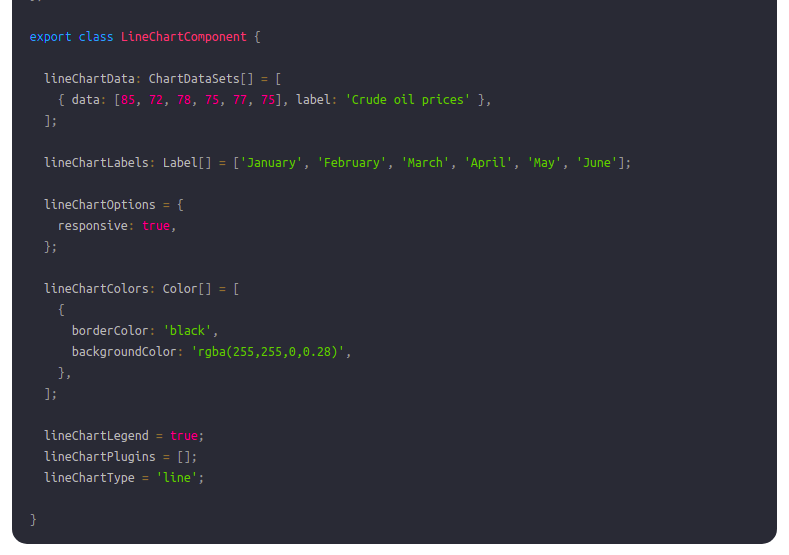 };
export class LineChartComponent {
  lineChartData: ChartDataSets[] = [
    { data: [85, 72, 78, 75, 77, 75], label: 'Crude oil prices' },
  ];
  lineChartLabels: Label[] = ['January', 'February', 'March', 'April', 'May', 'June'];
  lineChartOptions = {
    responsive: true,
  };
  lineChartColors: Color[] = [
    {
      borderColor: 'black',
      backgroundColor: 'rgba(255,255,0,0.28)',
    },
  ];
  lineChartLegend = true;
  lineChartPlugins = [];
  lineChartType = 'line';
}